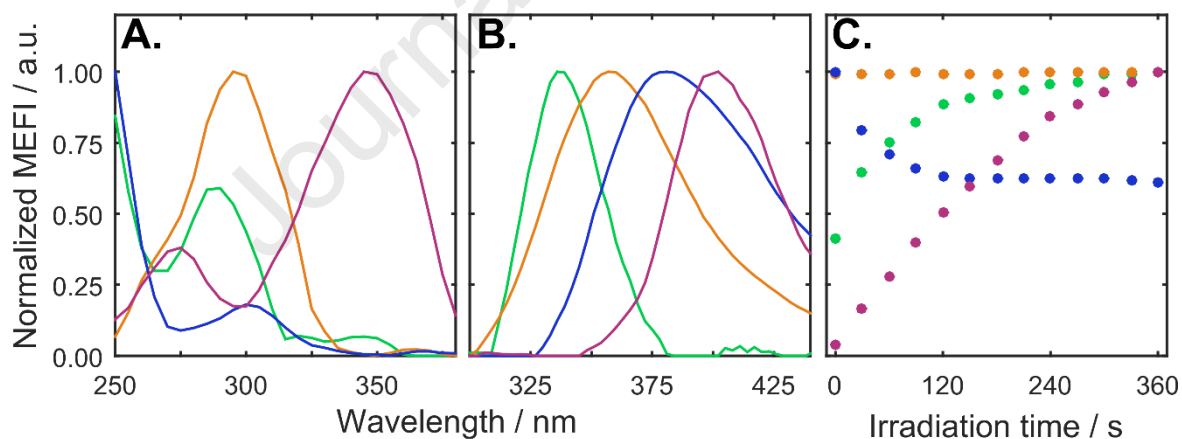 A.
B.
C.
Journa
Normalized MEFI / a.u.
1.00
0.75
0.50
0.25
0.00
250
300
350
325
375
425
0
120
240
360
Wavelength / nm
Irradiation time / s